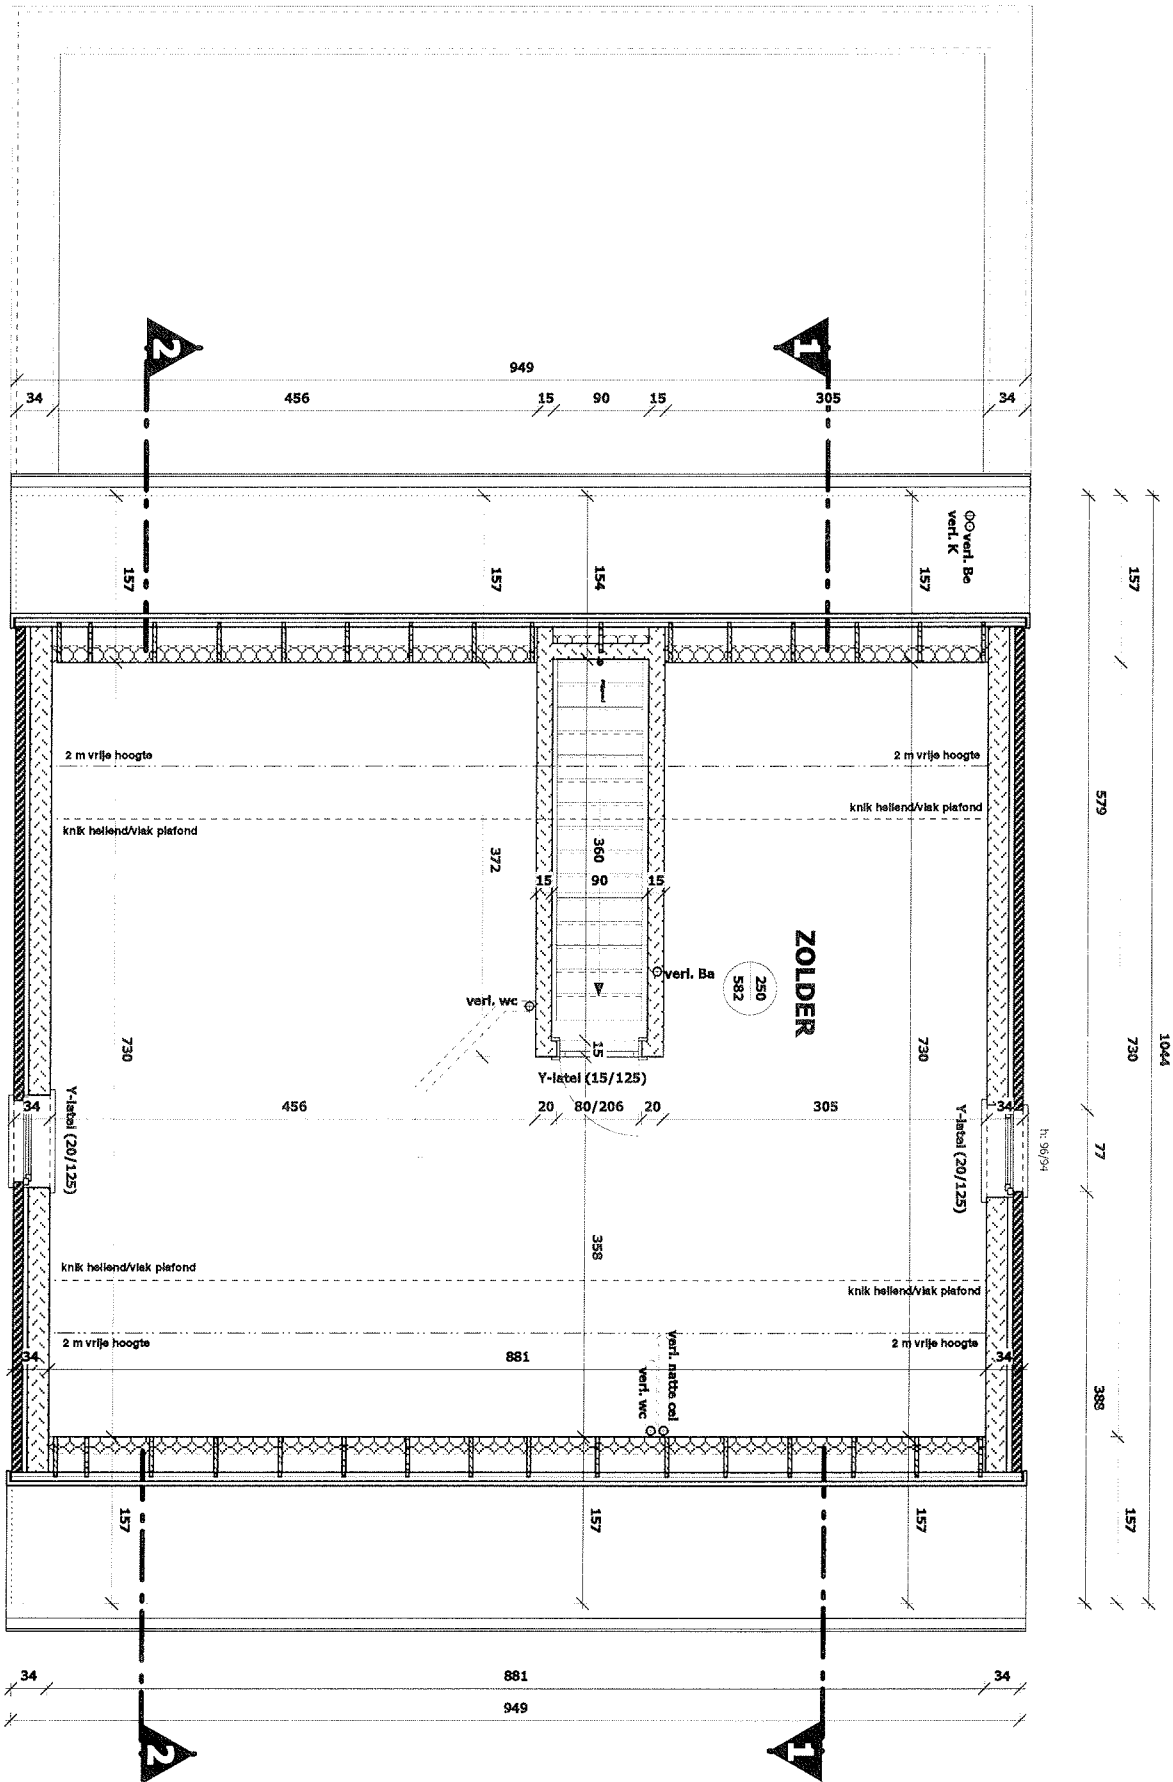 2
1
949
34
456
15
90
15
305
34
verl. Be
verl. K
157
157
154
157
157
1044
2 m vrije hoogte
2 m vrije hoogte
knik hellend/vlak plafond
knik hellend/vlak plafond
579
372
360
15
90
15
ZOLDER
250
582
verl. Ba
verl. wc
730
15
730
730
Y-latei (15/125)
34
456
20
80/206
20
305
34
Y-latei (20/125)
Y-latei (20/125)
h: 96/94
77
358
knik hellend/vlak plafond
knik hellend/vlak plafond
2 m vrije hoogte
2 m vrije hoogte
34
881
34
verl. natte cel
verl. wc
388
157
157
157
157
34
881
34
949
2
1